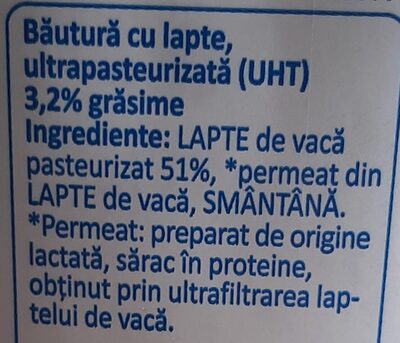 Băutură cu lapte,
ultrapasteurizată (UHT)
3,2% grăsime
Ingrediente: LAPTE de vacă
pasteurizat 51%, *permeat din
LAPTE de vacă, SMÂNTÂNĂ.
*Permeat: preparat de origine
lactată, sărac în proteine,
obținut prin ultrafiltrarea lap-
telui de vacă.